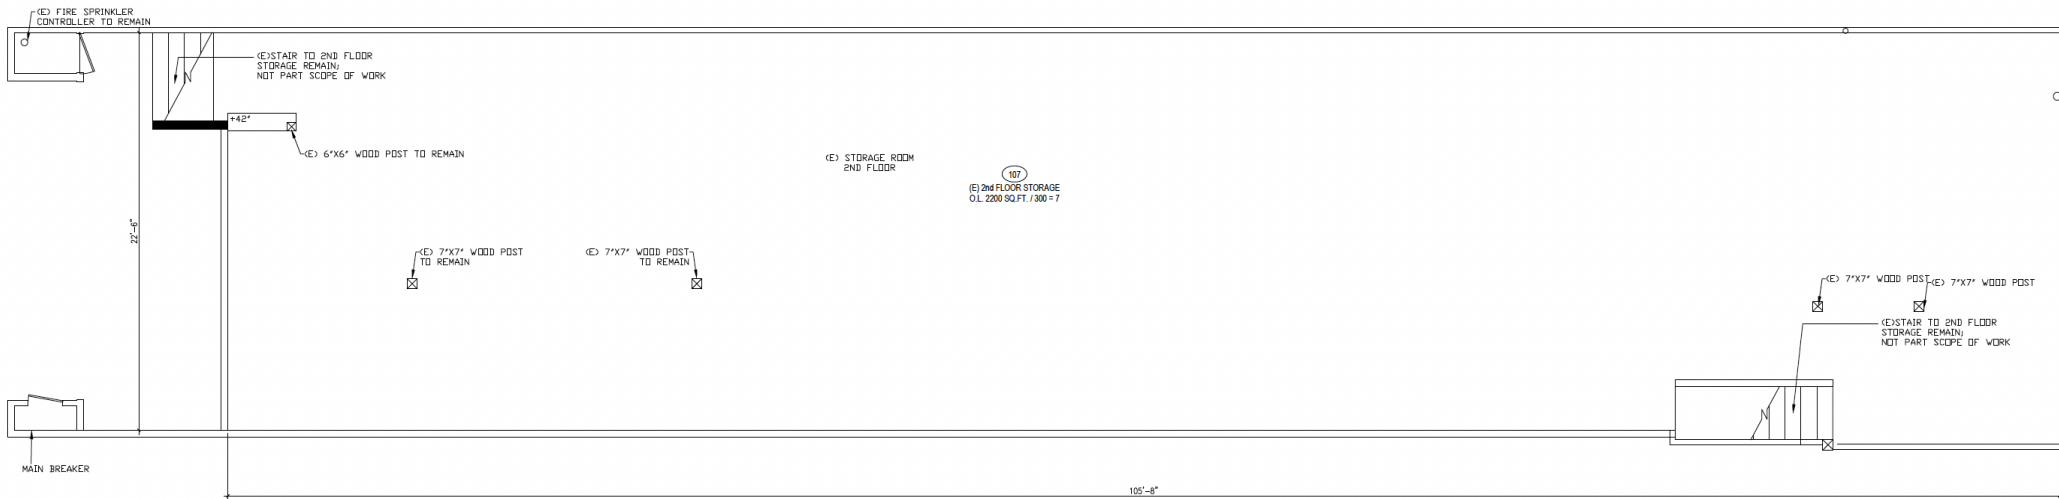 (E) FIRE SPRINKLER
CONTROLLER TO REMAIN
(E)STAIR TO 2ND FLOOR
STORAGE REMAIN;
NOT PART SCOPE OF WORK
+42"
(E) 6"X6" WOOD POST TO REMAIN
(E) STORAGE ROOM
2ND FLOOR
107
(E) 2nd FLOOR STORAGE
O.L. 2200 SQ.FT. / 300 = 7
22'-6"
(E) 7"X7" WOOD POST
TO REMAIN
(E) 7"X7" WOOD POST
TO REMAIN
(E) 7"X7" WOOD POST
(E) 7"X7" WOOD POST
(E)STAIR TO 2ND FLOOR
STORAGE REMAIN;
NOT PART SCOPE OF WORK
MAIN BREAKER
105'-8"